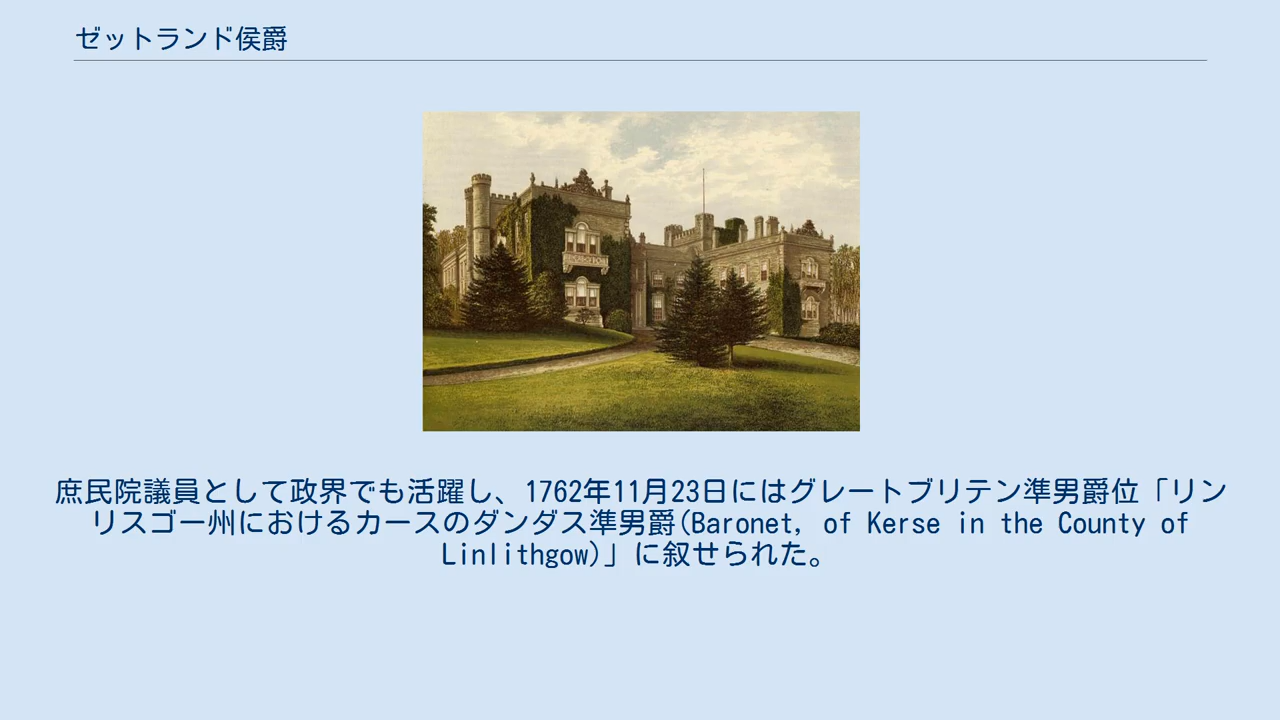 ゼットランド侯爵
庶民院議員として政界でも活躍し、1762年11月23日にはグレートブリテン準男爵位「リン
リスゴー州におけるカースのダンダス準男爵(Baronet, of Kerse in the County of
Linlithgow)」に叙せられた。